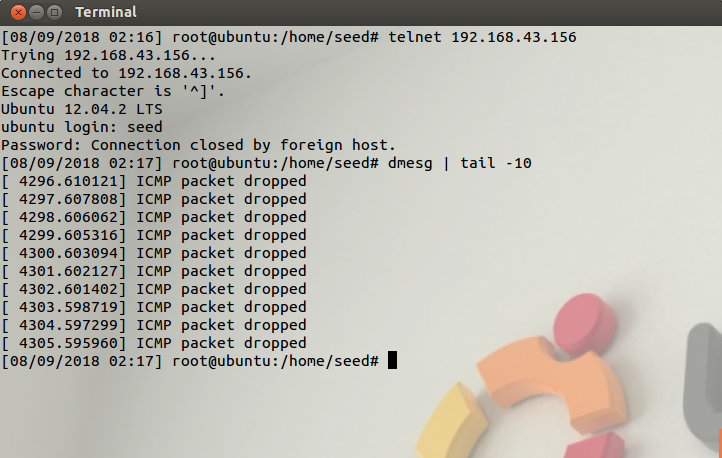 Terminal
[08/09/2018 02:16] root@ubuntu:/home/seed# telnet 192.168.43.156
Trying 192.168.43.156...
Connected to 192.168.43.156.
Escape character is '^]'.
Ubuntu 12.04.2 LTS
ubuntu login: seed
Password: Connection closed by foreign host.
[08/09/2018 02:17] root@ubuntu:/home/seed# dmesg | tail -10
[ 4296.610121] ICMP packet dropped
[ 4297.607808] ICMP packet dropped
[ 4298.606062] ICMP packet dropped
[ 4299.605316] ICMP packet dropped
[ 4300.603094] ICMP packet dropped
[ 4301.602127] ICMP packet dropped
[ 4302.601402] ICMP packet dropped
[ 4303.598719] ICMP packet dropped
[ 4304.597299] ICMP packet dropped
[ 4305.595960] ICMP packet dropped
[08/09/2018 02:17] root@ubuntu:/home/seed#